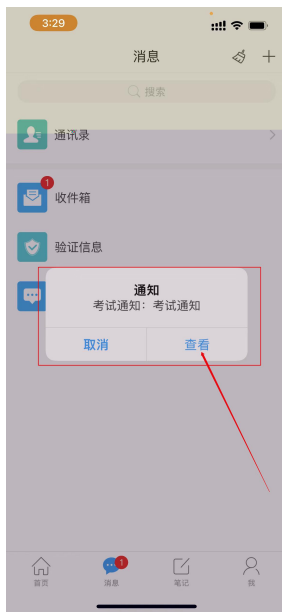 3:29
消息
搜索
通讯录
1
收件箱
验证信息
通知
考试通知：考试通知
取消 查看
1
首页 消息 笔记 我